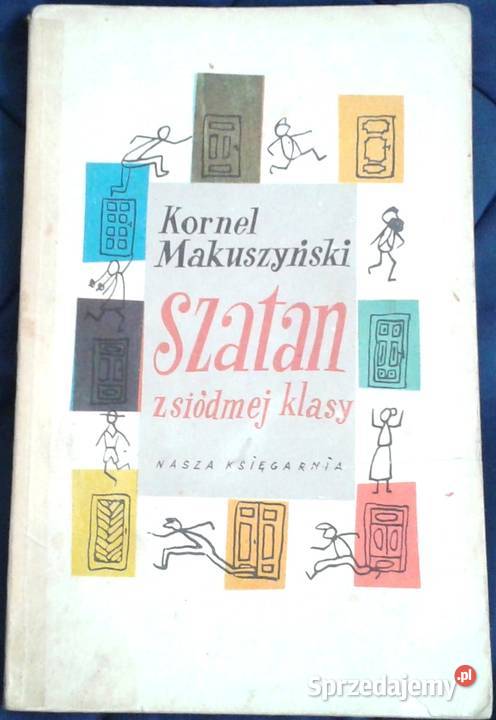 Kornel
Makuszyński
Szatan
z siódmej klasy
NASZA KSIĘGARNIA
Sprzedajemy.pl